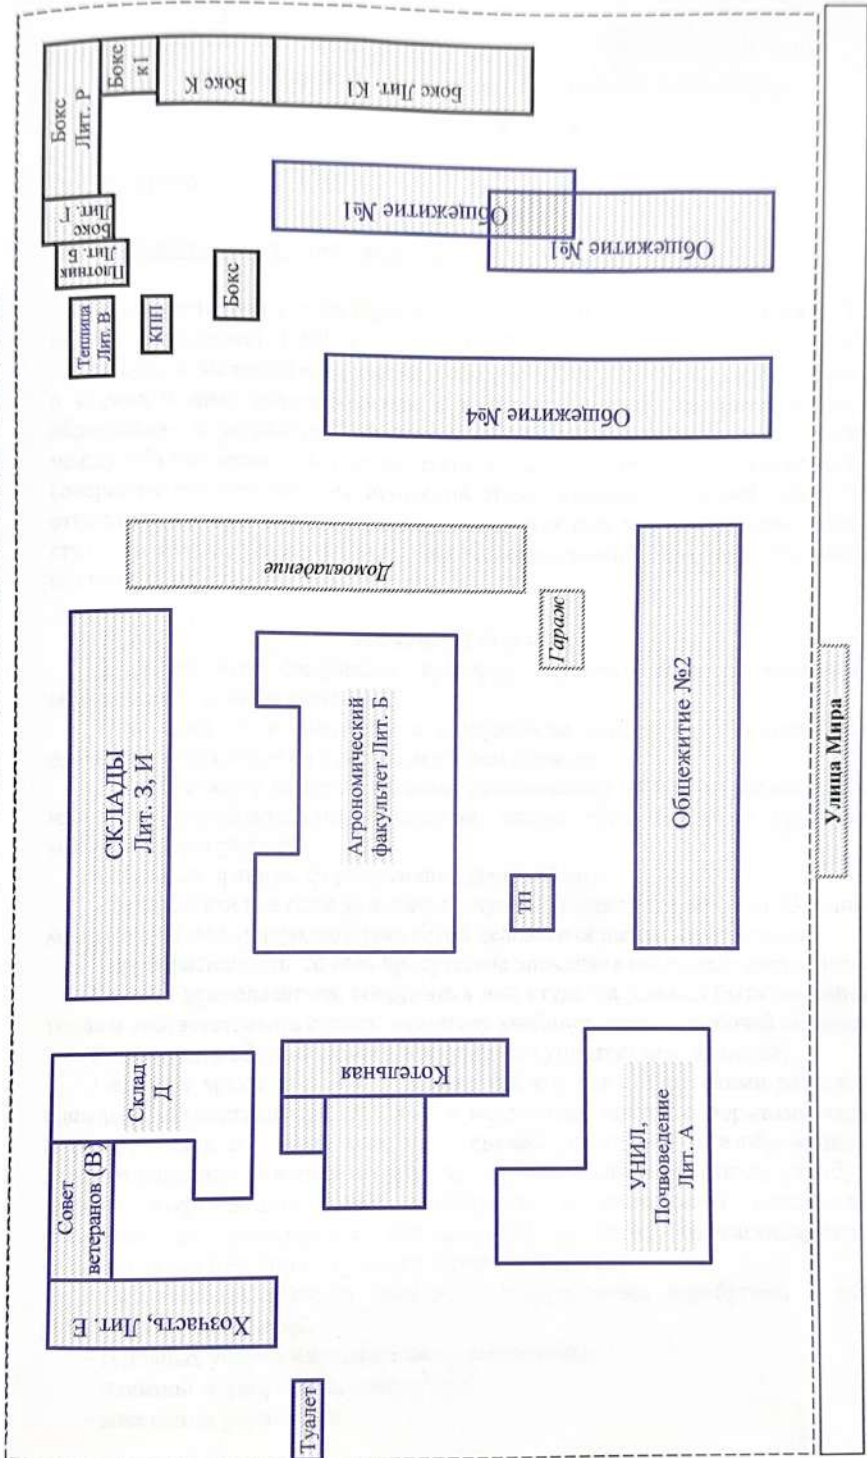 Бокс
Лит. Р
Бокс
к1
Бокс К
Бокс Лит. К1
Бокс
Лит. Г
Плотник
Лит. Б
Теплица
Лит. В
КПП
Бокс
Общежитие №1
Общежитие №1
Общежитие №4
Домовладение
Гараж
СКЛАДЫ
Лит. З, И
Агрономический
факультет Лит. Б
ТП
Общежитие №2
Улица Мира
Склад
Д
Совет
ветеранов (В)
Хозчасть, Лит. Е
Котельная
УНИЛ,
Почвоведение
Лит. А
Туалет